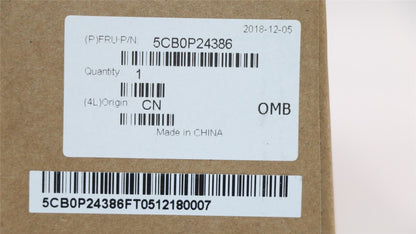 2018-12-05
(P)FRU P/N: 5CB0P24386
Quantity 1
(4L)Origin: CN
OMB
Made in CHINA
5CB0P24386FT0512180007